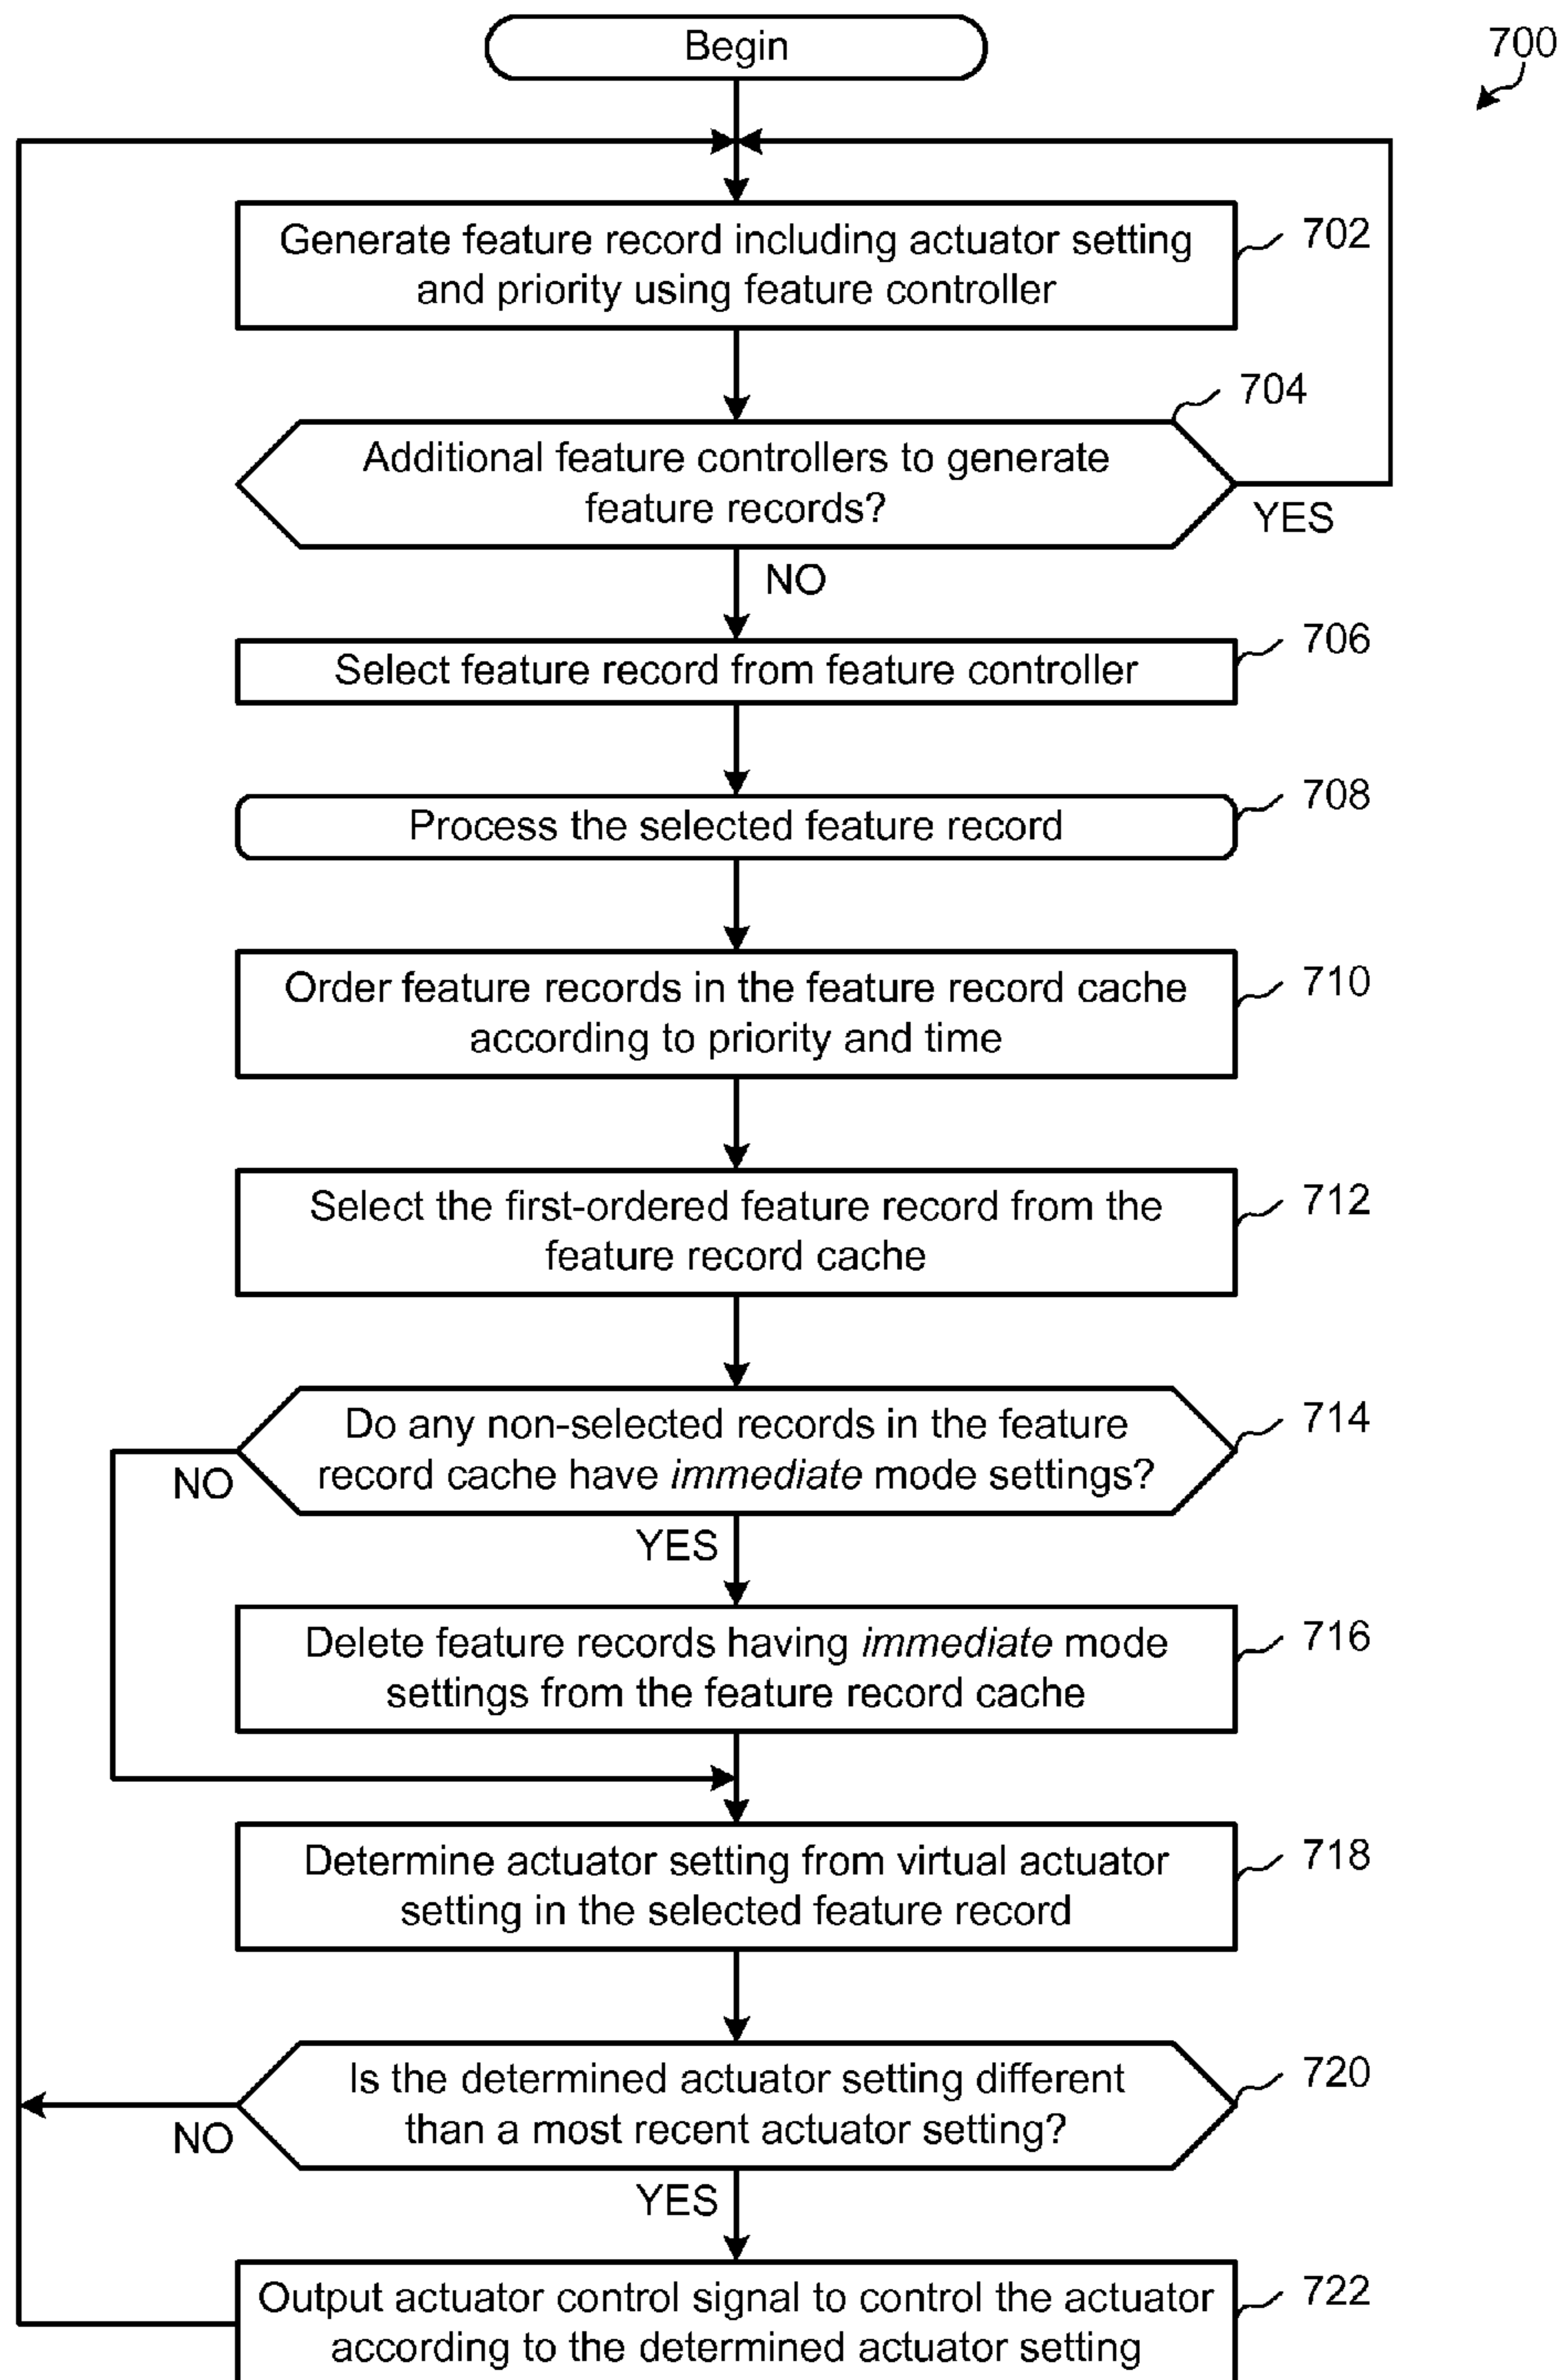 Begin
700
Generate feature record including actuator setting
and priority using feature controller
702
704
Additional feature controllers to generate
feature records?
YES
NO
706
Select feature record from feature controller
708
Process the selected feature record
Order feature records in the feature record cache
according to priority and time
710
Select the first-ordered feature record from the
feature record cache
712
Do any non-selected records in the feature
record cache have immediate mode settings?
714
NO
YES
Delete feature records having immediate mode
settings from the feature record cache
716
Determine actuator setting from virtual actuator
setting in the selected feature record
718
Is the determined actuator setting different
than a most recent actuator setting?
720
NO
YES
Output actuator control signal to control the actuator
according to the determined actuator setting
722